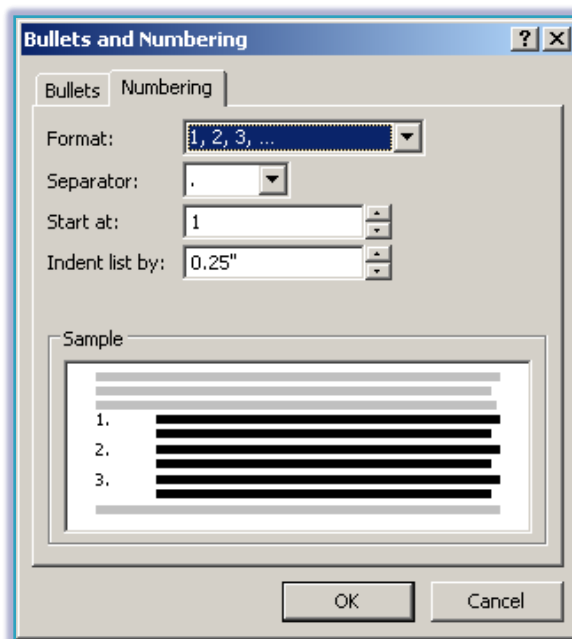 Bullets and Numbering
Bullets Numbering
Format: 1, 2, 3, ...
Separator: .
Start at: 1
Indent list by: 0.25"
Sample
1.
2.
3.
OK Cancel